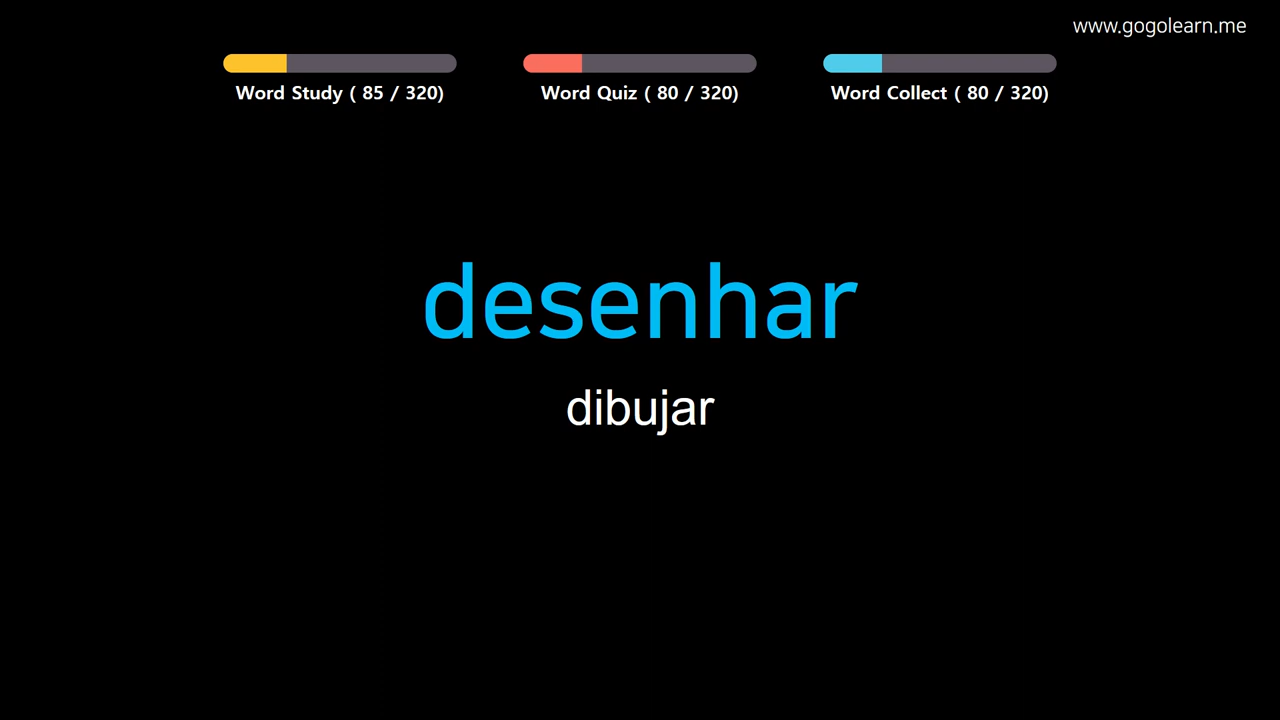 www.gogolearn.me
Word Study ( 85 / 320)
Word Quiz ( 80 / 320)
Word Collect ( 80 / 320)
desenhar
dibujar